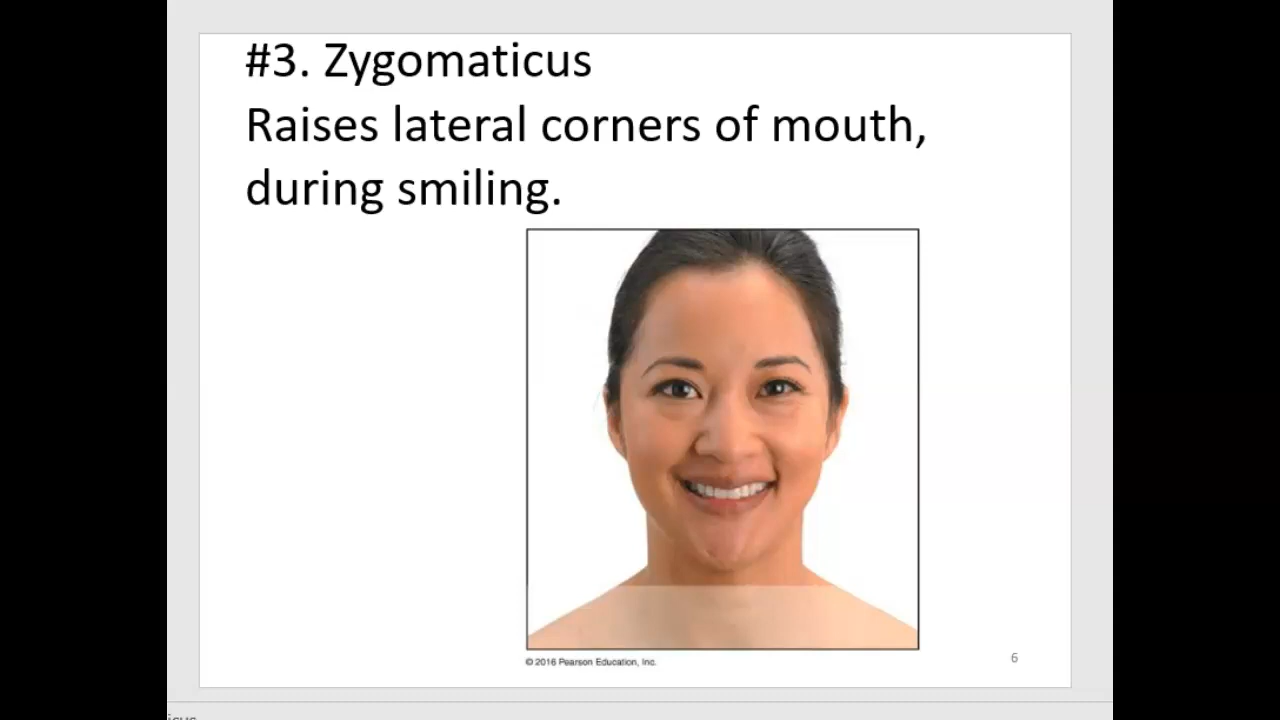 #3. Zygomaticus
Raises lateral corners of mouth,
during smiling.
© 2016 Pearson Education, Inc.
6